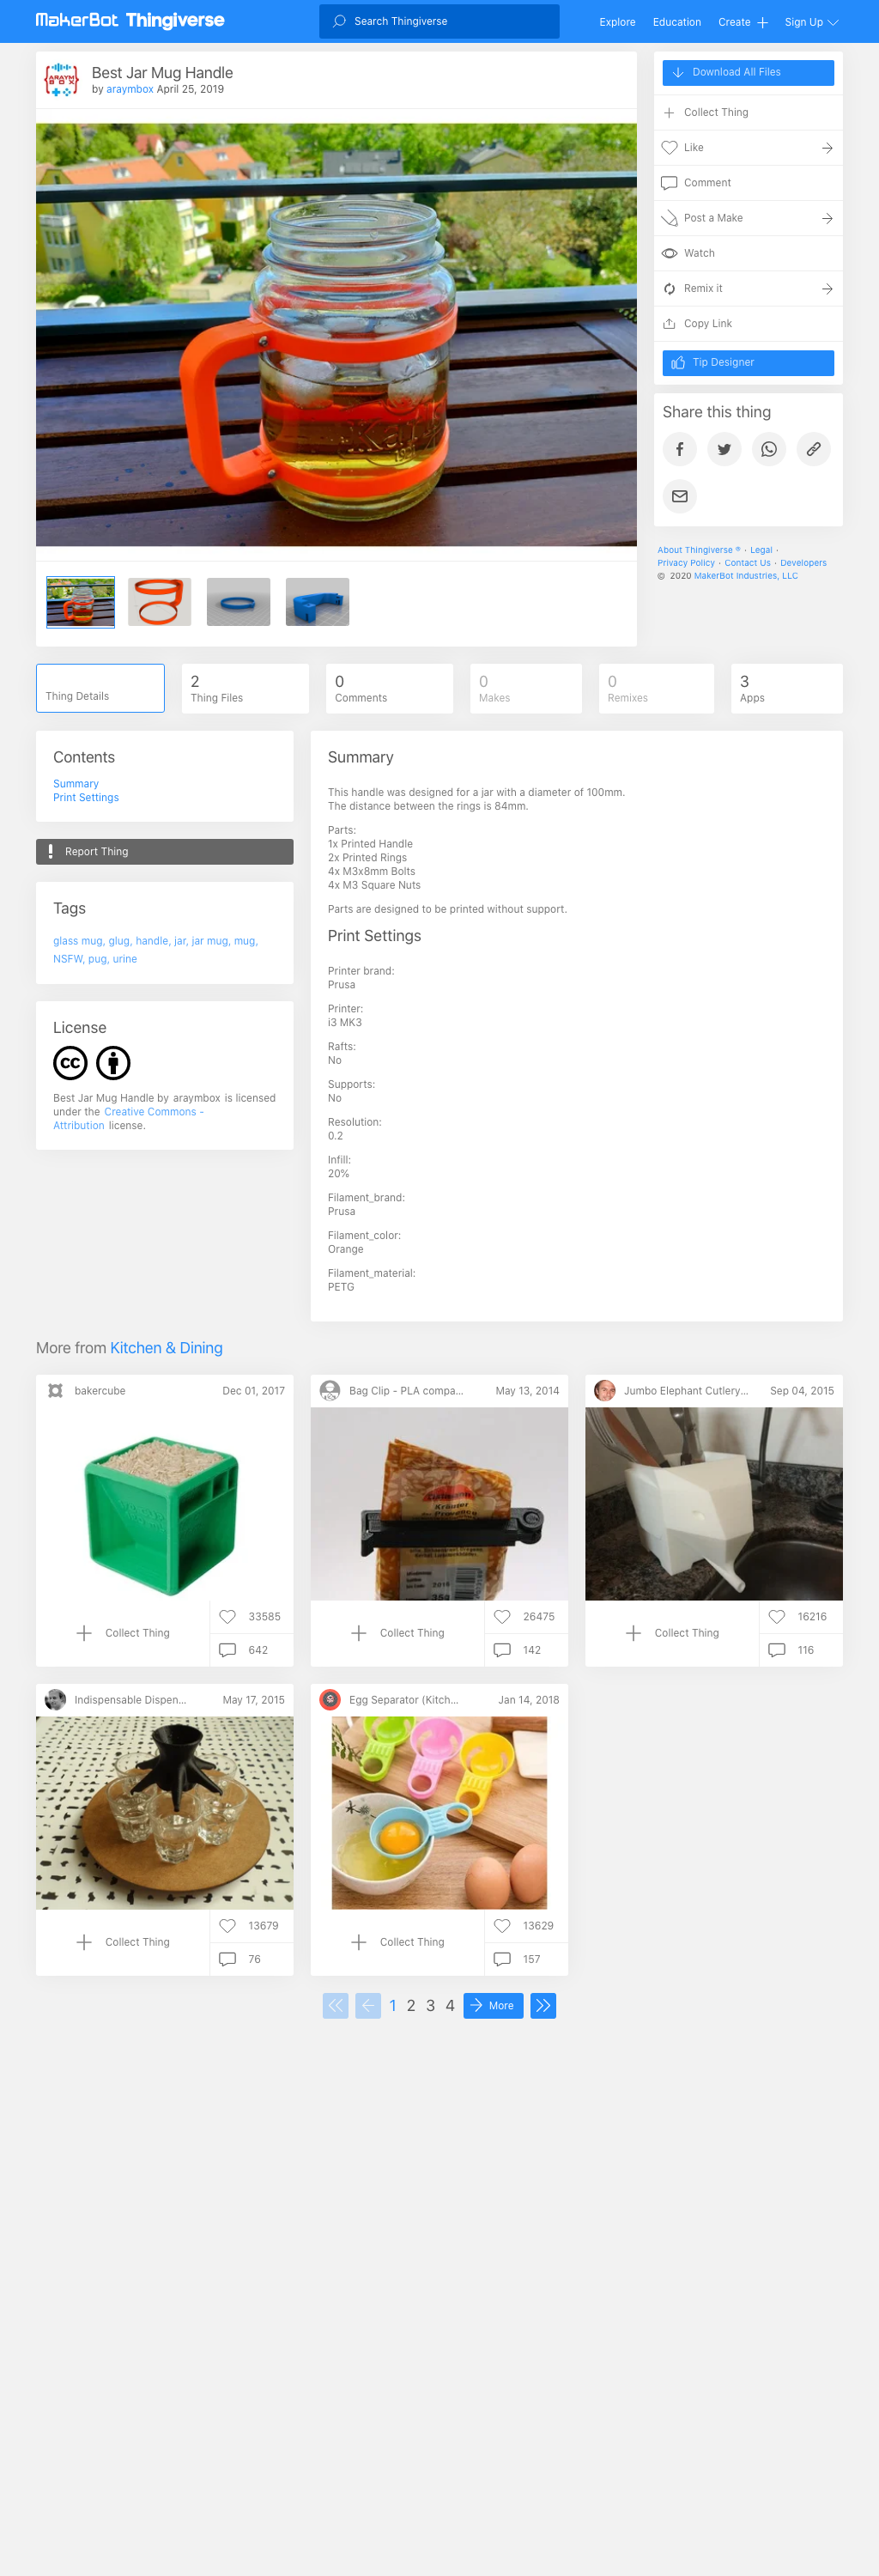 MakerBot Thingiverse
Search Thingiverse
Explore
Education
Create
Sign Up
Best Jar Mug Handle
by araymbox April 25, 2019
Download All Files
Collect Thing
Like
Comment
Post a Make
Watch
Remix it
Copy Link
Tip Designer
Share this thing
About Thingiverse ® · Legal ·
Privacy Policy · Contact Us · Developers
© 2020 MakerBot Industries, LLC
Thing Details
2
Thing Files
0
Comments
0
Makes
0
Remixes
3
Apps
Contents
Summary
Print Settings
Report Thing
Tags
glass mug, glug, handle, jar, jar mug, mug,
NSFW, pug, urine
License
Best Jar Mug Handle by araymbox is licensed
under the Creative Commons -
Attribution license.
Summary
This handle was designed for a jar with a diameter of 100mm.
The distance between the rings is 84mm.
Parts:
1x Printed Handle
2x Printed Rings
4x M3x8mm Bolts
4x M3 Square Nuts
Parts are designed to be printed without support.
Print Settings
Printer brand:
Prusa
Printer:
i3 MK3
Rafts:
No
Supports:
No
Resolution:
0.2
Infill:
20%
Filament_brand:
Prusa
Filament_color:
Orange
Filament_material:
PETG
More from Kitchen & Dining
bakercube
Dec 01, 2017
Collect Thing
33585
642
Bag Clip - PLA compa...
May 13, 2014
Kräuter
der
Provence
Collect Thing
26475
142
Jumbo Elephant Cutlery...
Sep 04, 2015
Collect Thing
16216
116
Indispensable Dispen...
May 17, 2015
Collect Thing
13679
76
Egg Separator (Kitch...
Jan 14, 2018
Collect Thing
13629
157
1 2 3 4
More